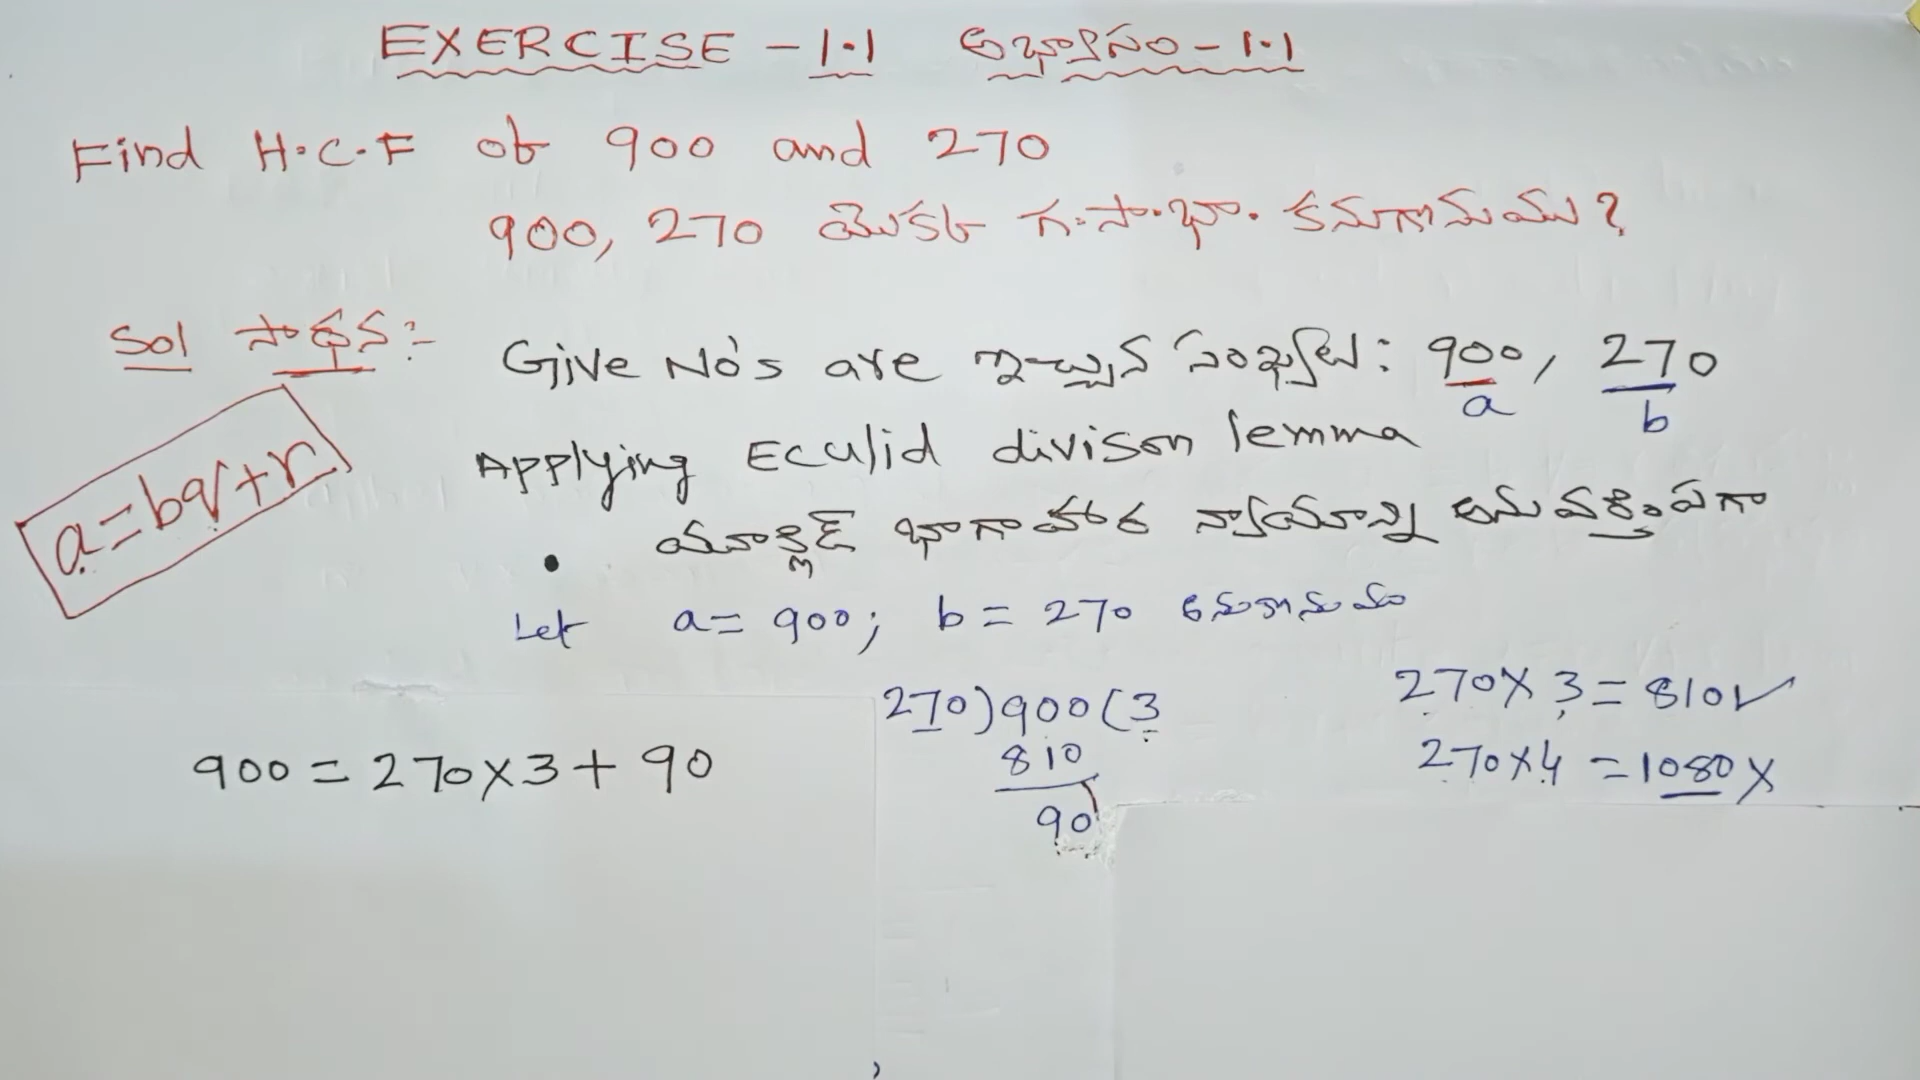 EXERCISE - 1.1 అభ్యాసం - 1.1
Find H.C.F of 900 and 270
900, 270 యొక్క గ.సా.భా. కనుగొనుము?
Sol సాధన:-
Give No's are ఇచ్చిన సంఖ్యలు: 900, 270
a b
a=bq+r
Applying Eculid divison lemma
యూక్లిడ్ భాగాహార న్యాయాన్ని అనువర్తింపగా
Let a= 900; b= 270 అనుకొనుము
270)900(3
810
90
270×3=810✓
270×4=1080×
900=270×3+90